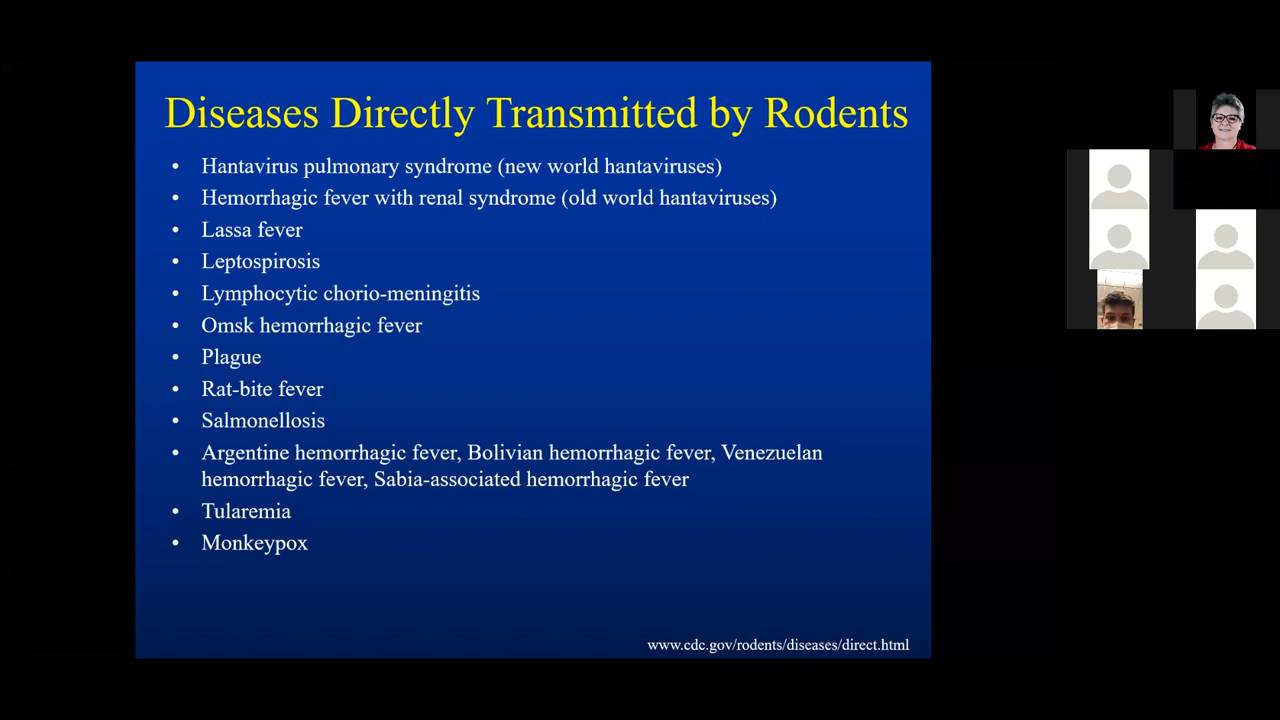 Diseases Directly Transmitted by Rodents
• Hantavirus pulmonary syndrome (new world hantaviruses)
• Hemorrhagic fever with renal syndrome (old world hantaviruses)
• Lassa fever
• Leptospirosis
• Lymphocytic chorio-meningitis
• Omsk hemorrhagic fever
• Plague
• Rat-bite fever
• Salmonellosis
• Argentine hemorrhagic fever, Bolivian hemorrhagic fever, Venezuelan
hemorrhagic fever, Sabia-associated hemorrhagic fever
• Tularemia
• Monkeypox
www.cdc.gov/rodents/diseases/direct.html